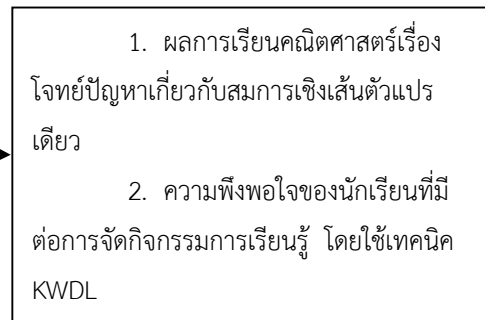 1. ผลการเรียนคณิตศาสตร์เรื่อง
โจทย์ปัญหาเกี่ยวกับสมการเชิงเส้นตัวแปร
เดียว
2. ความพึงพอใจของนักเรียนที่มี
ต่อการจัดกิจกรรมการเรียนรู้ โดยใช้เทคนิค
KWDL